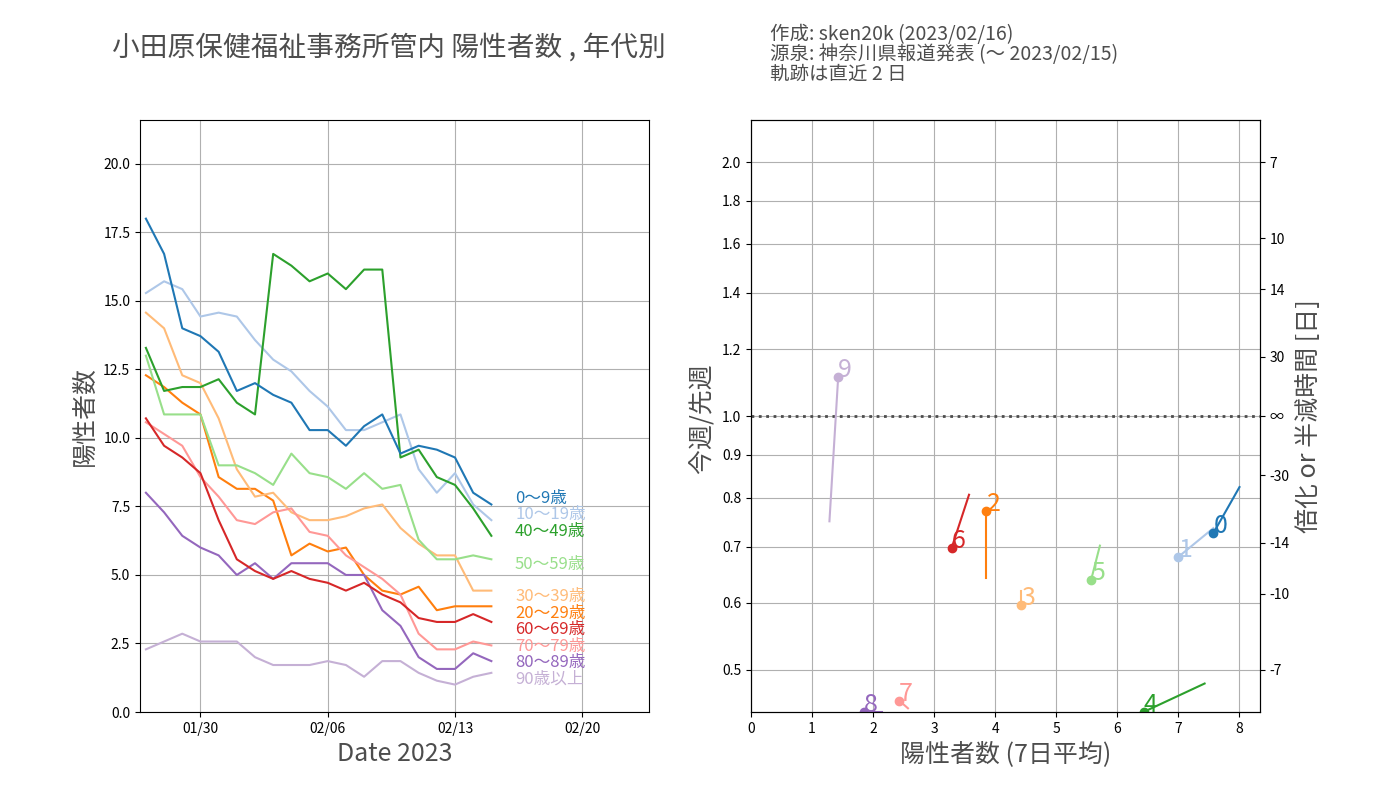 小田原保健福祉事務所管内 陽性者数 , 年代別
作成: sken20k (2023/02/16)
源泉: 神奈川県報道発表 (～ 2023/02/15)
軌跡は直近 2 日
陽性者数
20.0
17.5
15.0
12.5
10.0
7.5
5.0
2.5
0.0
01/30
02/06
02/13
02/20
Date 2023
0～9歳
10～19歳
40～49歳
50～59歳
30～39歳
20～29歳
60～69歳
70～79歳
80～89歳
90歳以上
今週/先週
2.0
1.8
1.6
1.4
1.2
1.0
0.9
0.8
0.7
0.6
0.5
9
2
6
0
1
5
3
7
8
4
0
1
2
3
4
5
6
7
8
陽性者数 (7日平均)
7
10
14
30
∞
-30
-14
-10
-7
倍化 or 半減時間 [日]